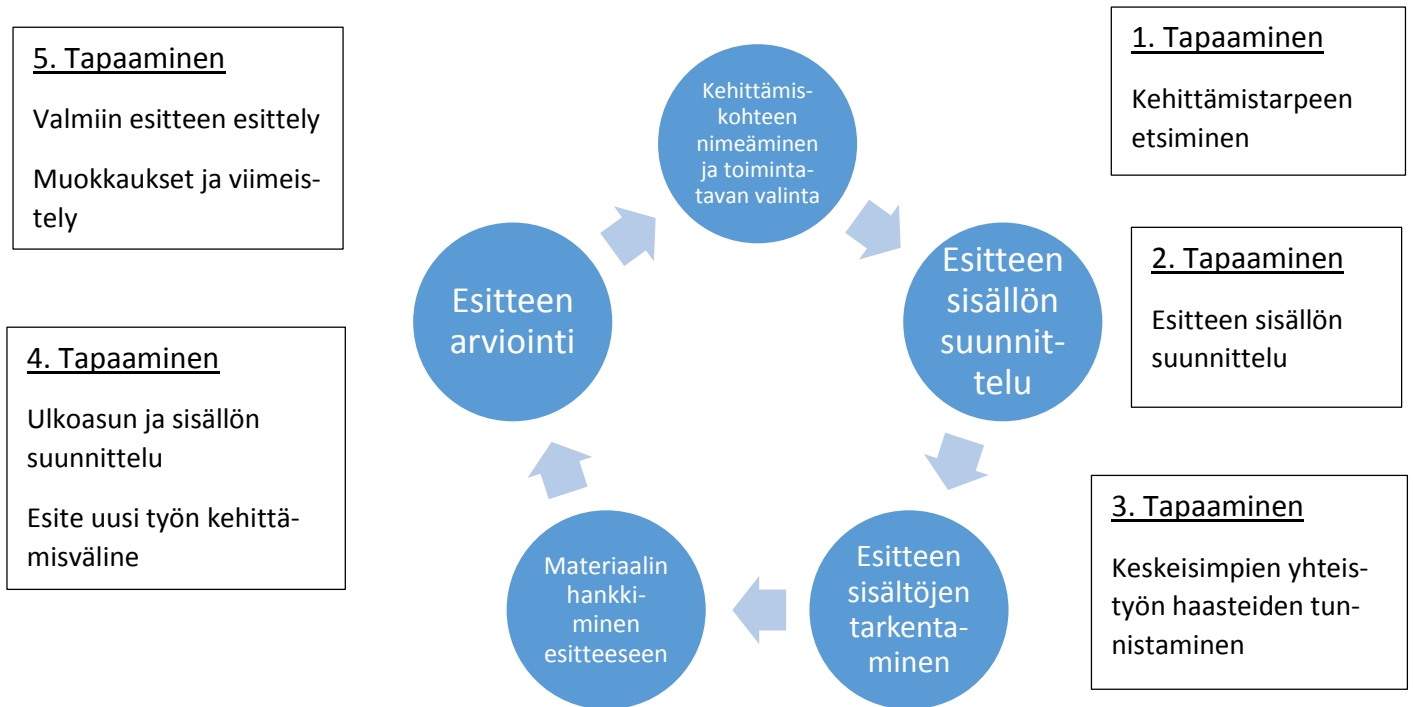 5. Tapaaminen
Valmiin esitteen esittely
Muokkaukset ja viimeis-
tely
4. Tapaaminen
Ulkoasun ja sisällön
suunnittelu
Esite uusi työn kehittä-
misväline
Kehittämis-
kohteen
nimeäminen
ja toiminta-
tavan valinta
Esitteen
sisällön
suunnit-
telu
Esitteen
sisältöjen
tarkenta-
minen
Materiaalin
hankki-
minen
esitteeseen
Esitteen
arviointi
1. Tapaaminen
Kehittämistarpeen
etsiminen
2. Tapaaminen
Esitteen sisällön
suunnittelu
3. Tapaaminen
Keskeisimpien yhteis-
työn haasteiden tun-
nistaminen